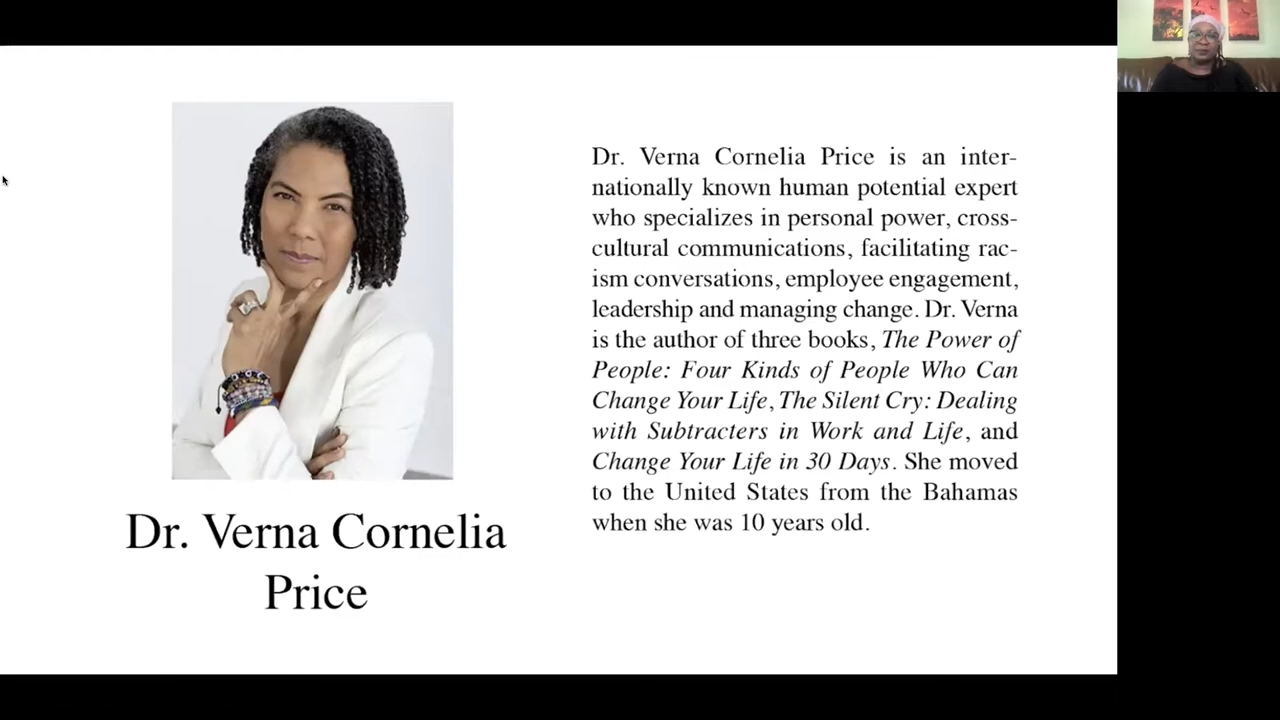 Dr. Verna Cornelia
Price
Dr. Verna Cornelia Price is an inter-
nationally known human potential expert
who specializes in personal power, cross-
cultural communications, facilitating rac-
ism conversations, employee engagement,
leadership and managing change. Dr. Verna
is the author of three books, The Power of
People: Four Kinds of People Who Can
Change Your Life, The Silent Cry: Dealing
with Subtracters in Work and Life, and
Change Your Life in 30 Days. She moved
to the United States from the Bahamas
when she was 10 years old.